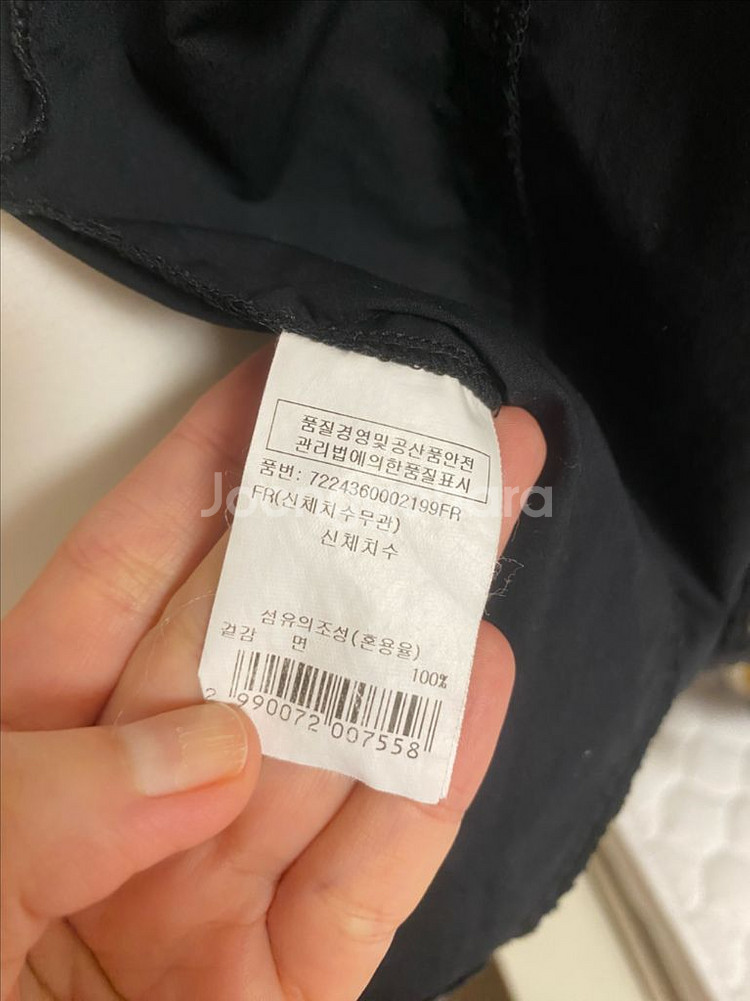 품질경영및공산품안전
관리법에의한품질표시
품번: 7224360002199FR
FR(신체치수무관)
신체치수
섬유의조성(혼용율)
겉감 면
100%
2 990072 007558